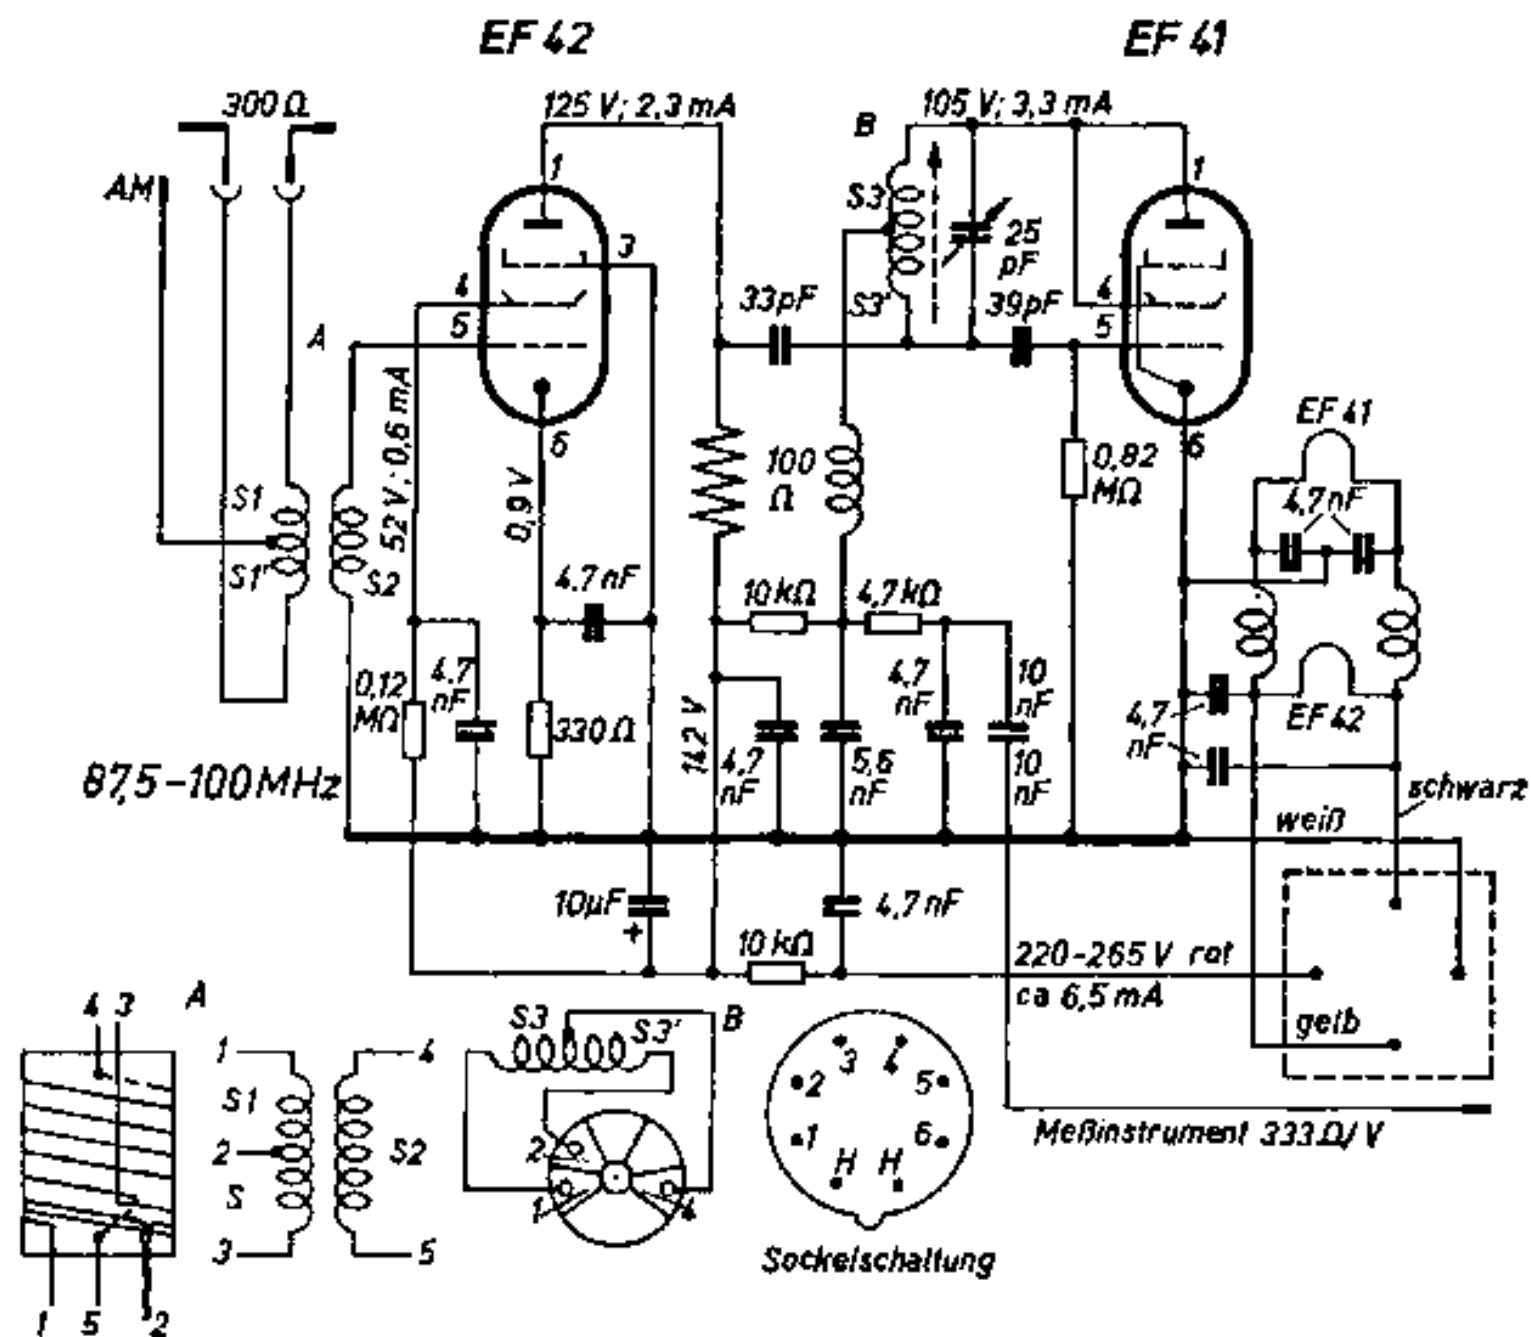 EF 42
EF 41
300 Ω
125 V; 2,3 mA
105 V; 3,3 mA
B
AM
1
1
3
S3
25
pF
4
33pF
S3'
39pF
4
5
5
A
52 V; 0,6 mA
6
6
EF 41
0,9 V
100
Ω
0,82
MΩ
4,7nF
S1
S1'
S2
4,7 nF
10 kΩ
4,7 kΩ
0,12
MΩ
4,7
nF
330 Ω
142 V
4,7
nF
5,6
nF
4,7
nF
10
nF
10
nF
4,7
nF
EF 42
87,5-100 MHz
schwarz
weiß
10µF
+
4,7 nF
10 kΩ
220-265 V rot
ca 6,5 mA
gelb
4 3
A
1
4
S3
S3'
B
3 4
2 5
S1
2
S2
1 6
Meßinstrument 333 Ω/V
2
S
H H
1 4
3
5
Sockelschaltung
1 5 2